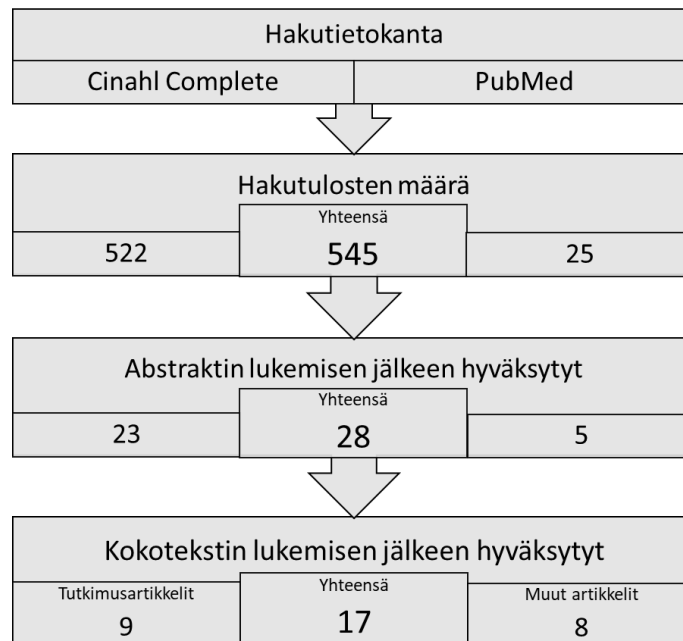 Hakutietokanta
Cinahl Complete PubMed
Hakutulosten määrä
Yhteensä
522 545 25
Abstraktin lukemisen jälkeen hyväksytyt
Yhteensä
23 28 5
Kokotekstin lukemisen jälkeen hyväksytyt
Tutkimusartikkelit Yhteensä Muut artikkelit
9 17 8